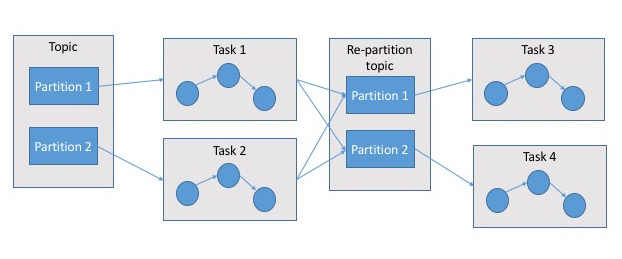 Topic
Partition 1
Partition 2
Task 1
Task 2
Re-partition
topic
Partition 1
Partition 2
Task 3
Task 4